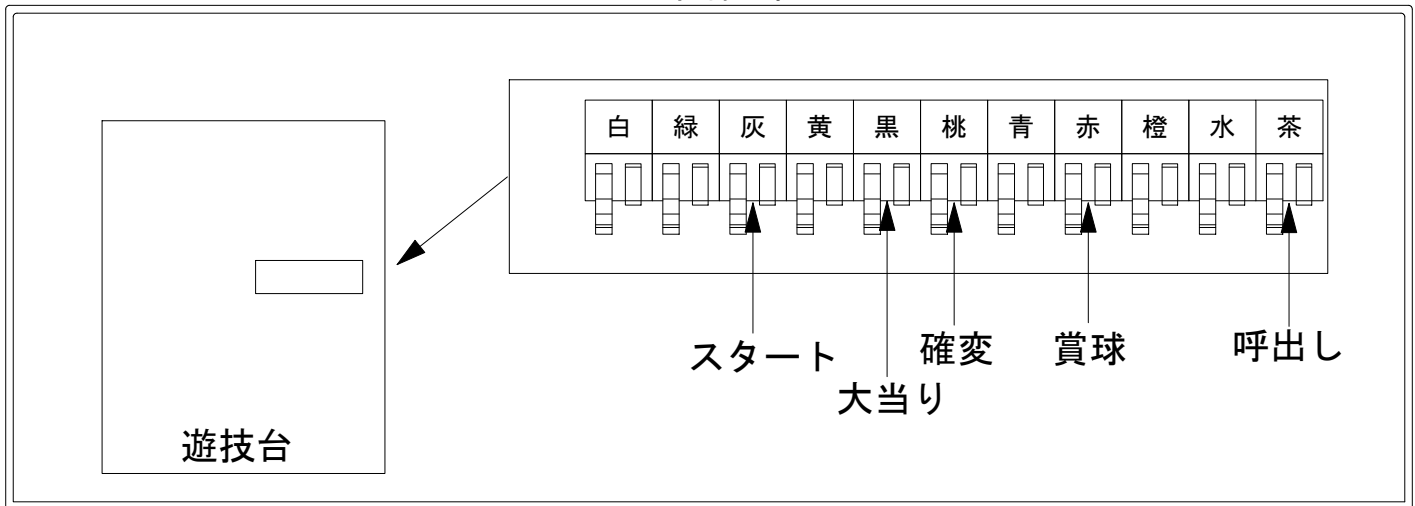 白 緑 灰 黄 黒 桃 青 赤 橙 水 茶
スタート
大当り
確変
賞球
呼出し
遊技台